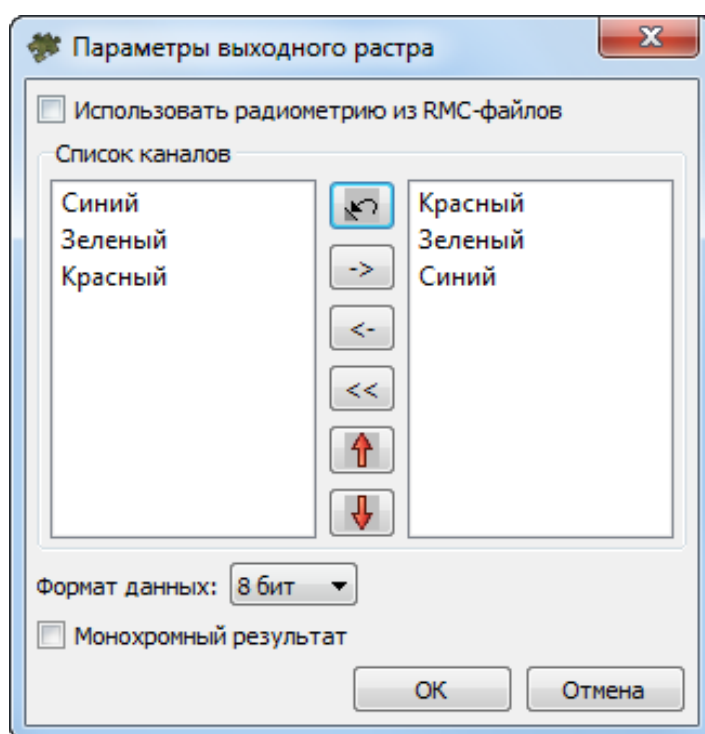 Параметры выходного растра
Использовать радиометрию из RMC-файлов
Список каналов
Синий
Зеленый
Красный
->
<-
<<
Красный
Зеленый
Синий
Формат данных: 8 бит
Монохромный результат
OK Отмена